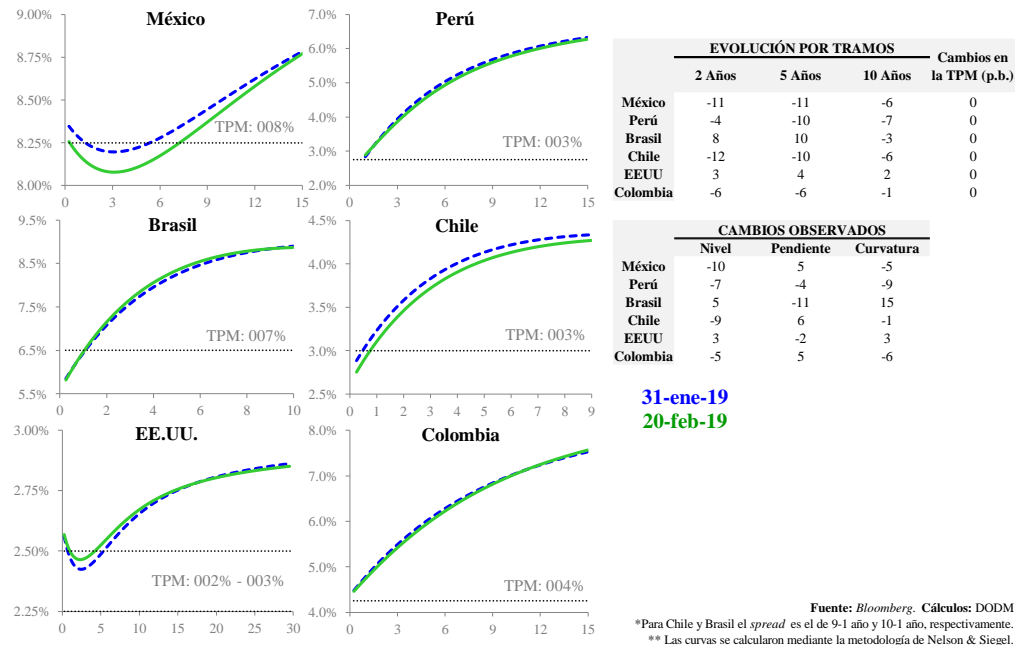 México
9.00%
8.75%
8.50%
8.25%
8.00%
TPM: 008%
0 3 6 9 12 15
Perú
7.0%
6.0%
5.0%
4.0%
3.0%
2.0%
TPM: 003%
0 3 6 9 12 15
Brasil
9.5%
8.5%
7.5%
6.5%
5.5%
TPM: 007%
0 2 4 6 8 10
Chile
4.5%
4.0%
3.5%
3.0%
2.5%
TPM: 003%
0 1 2 3 4 5 6 7 8 9
EE.UU.
3.00%
2.75%
2.50%
2.25%
TPM: 002% - 003%
0 5 10 15 20 25 30
Colombia
8.0%
7.0%
6.0%
5.0%
4.0%
TPM: 004%
0 3 6 9 12 15
EVOLUCIÓN POR TRAMOS Cambios en
2 Años 5 Años 10 Años la TPM (p.b.)
México -11 -11 -6 0
Perú -4 -10 -7 0
Brasil 8 10 -3 0
Chile -12 -10 -6 0
EEUU 3 4 2 0
Colombia -6 -6 -1 0
CAMBIOS OBSERVADOS
Nivel Pendiente Curvatura
México -10 5 -5
Perú -7 -4 -9
Brasil 5 -11 15
Chile -9 6 -1
EEUU 3 -2 3
Colombia -5 5 -6
31-ene-19
20-feb-19
Fuente: Bloomberg. Cálculos: DODM
*Para Chile y Brasil el spread es el de 9-1 año y 10-1 año, respectivamente.
** Las curvas se calcularon mediante la metodología de Nelson & Siegel.